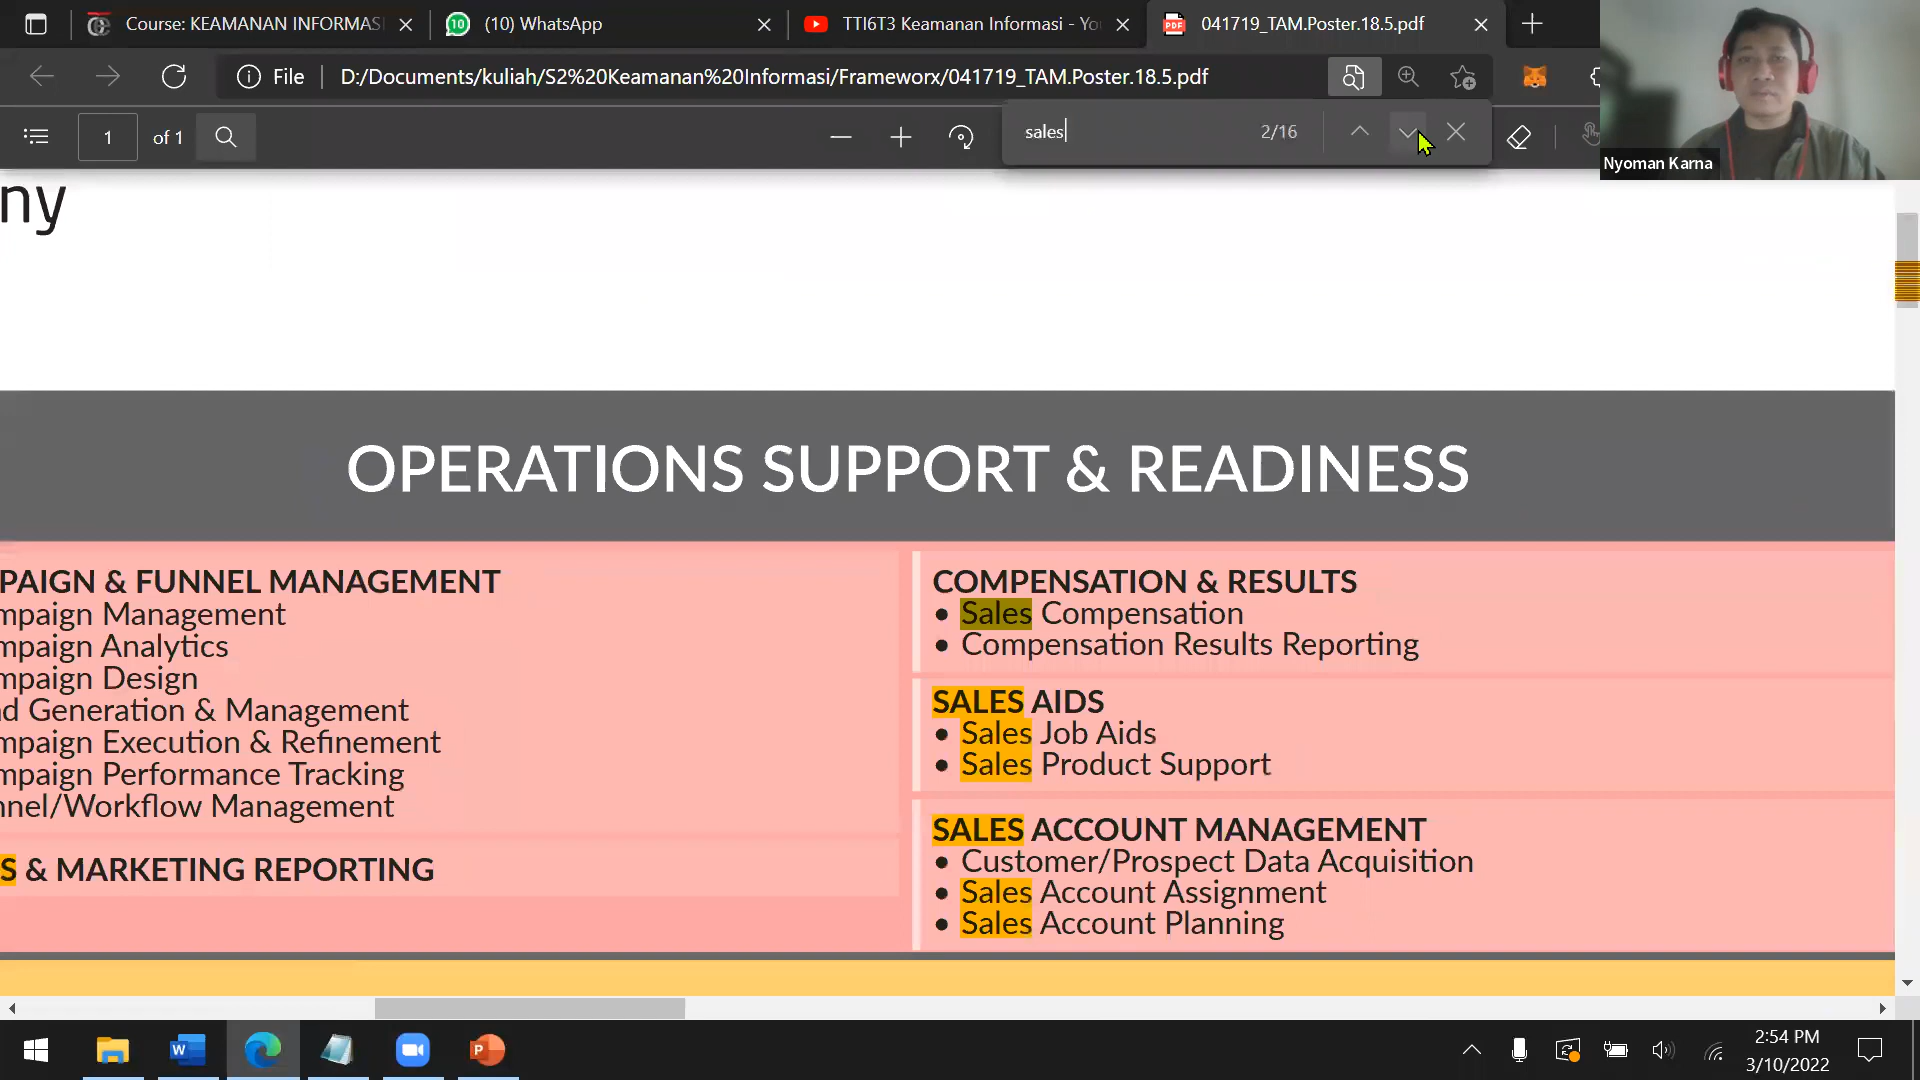 Course: KEAMANAN INFORMASI
(10) WhatsApp
TTI6T3 Keamanan Informasi - Yo
041719_TAM.Poster.18.5.pdf
File
D:/Documents/kuliah/S2%20Keamanan%20Informasi/Frameworx/041719_TAM.Poster.18.5.pdf
1 of 1
sales
2/16
Nyoman Karna
ny
OPERATIONS SUPPORT & READINESS
PAIGN & FUNNEL MANAGEMENT
mpaign Management
mpaign Analytics
mpaign Design
d Generation & Management
mpaign Execution & Refinement
mpaign Performance Tracking
nnel/Workflow Management
S & MARKETING REPORTING
COMPENSATION & RESULTS
• Sales Compensation
• Compensation Results Reporting
SALES AIDS
• Sales Job Aids
• Sales Product Support
SALES ACCOUNT MANAGEMENT
• Customer/Prospect Data Acquisition
• Sales Account Assignment
• Sales Account Planning
2:54 PM
3/10/2022